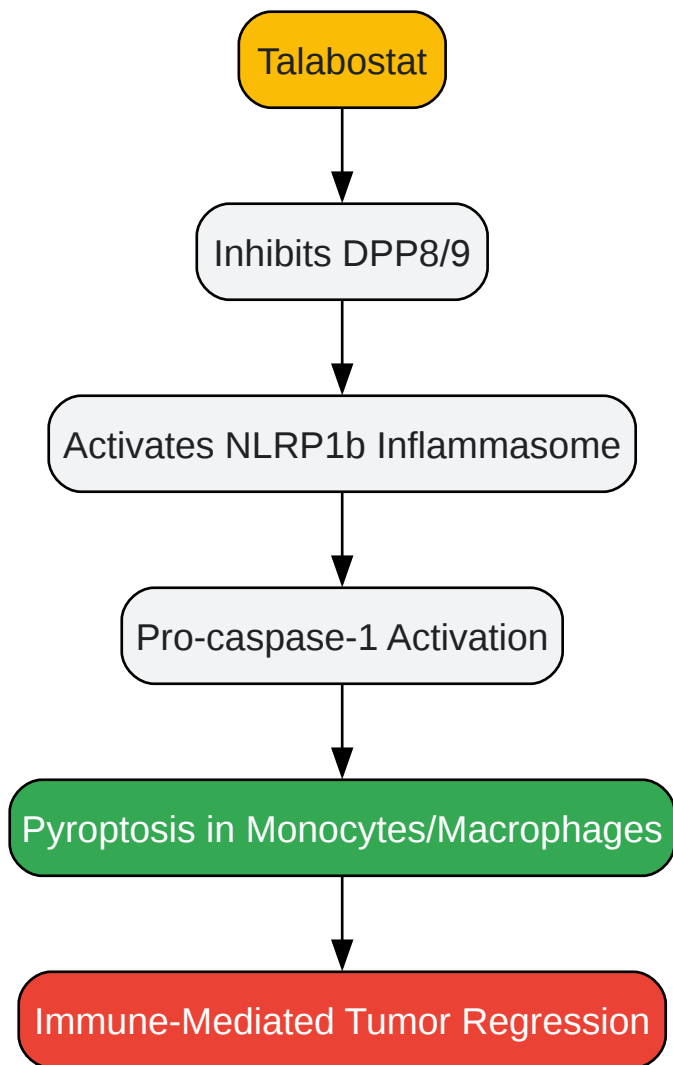 Talabostat
Inhibits DPP8/9
Activates NLRP1b Inflammasome
Pro-caspase-1 Activation
Pyroptosis in Monocytes/Macrophages
Immune-Mediated Tumor Regression